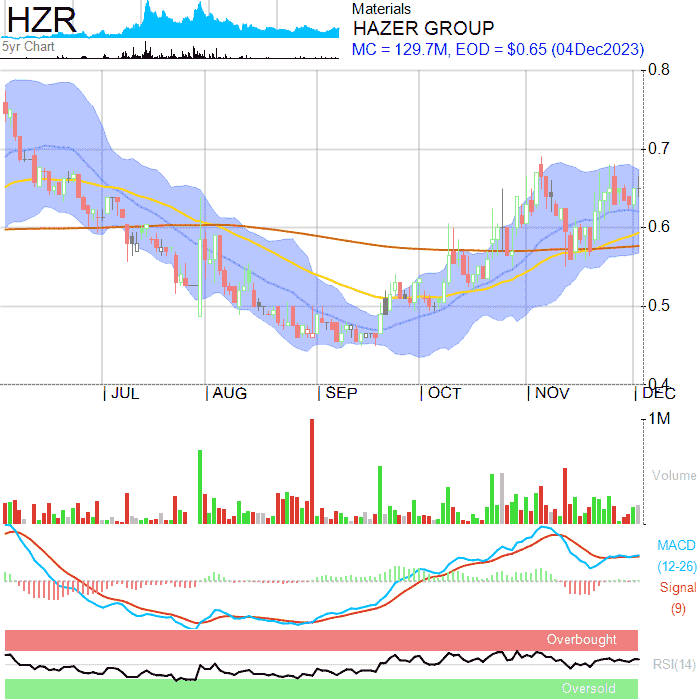 HZR
5yr Chart
Materials
HAZER GROUP
MC = 129.7M, EOD = $0.65 (04Dec2023)
0.8
0.7
0.6
0.5
0.4
JUL AUG SEP OCT NOV DEC
1M
Volume
MACD
(12-26)
Signal
(9)
Overbought
RSI(14)
Oversold